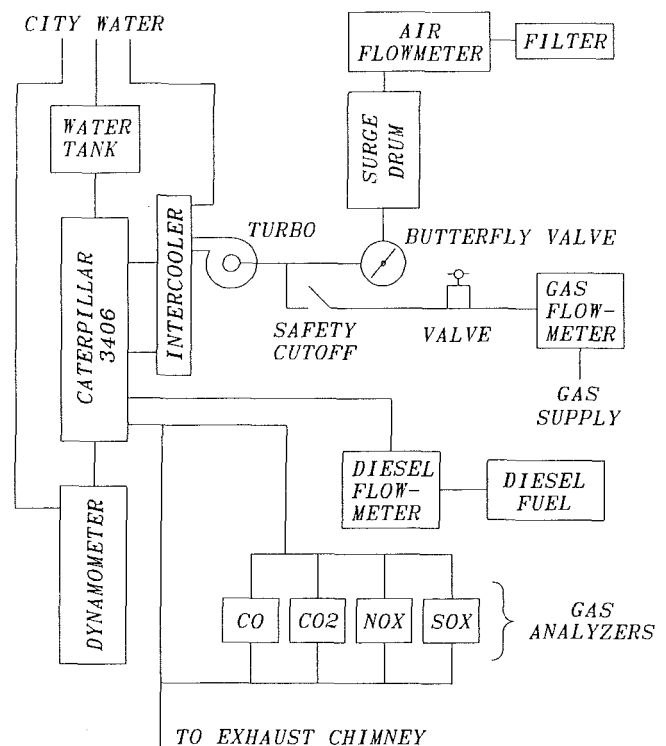 CITY WATER
AIR
FLOWMETER
FILTER
WATER
TANK
SURGE
DRUM
INTERCOOLER
TURBO
BUTTERFLY VALVE
CATERPILLAR
3406
SAFETY
CUTOFF
VALVE
GAS
FLOW-
METER
GAS
SUPPLY
DIESEL
FLOW-
METER
DIESEL
FUEL
DYNAMOMETER
CO
CO2
NOX
SOX
GAS
ANALYZERS
TO EXHAUST CHIMNEY